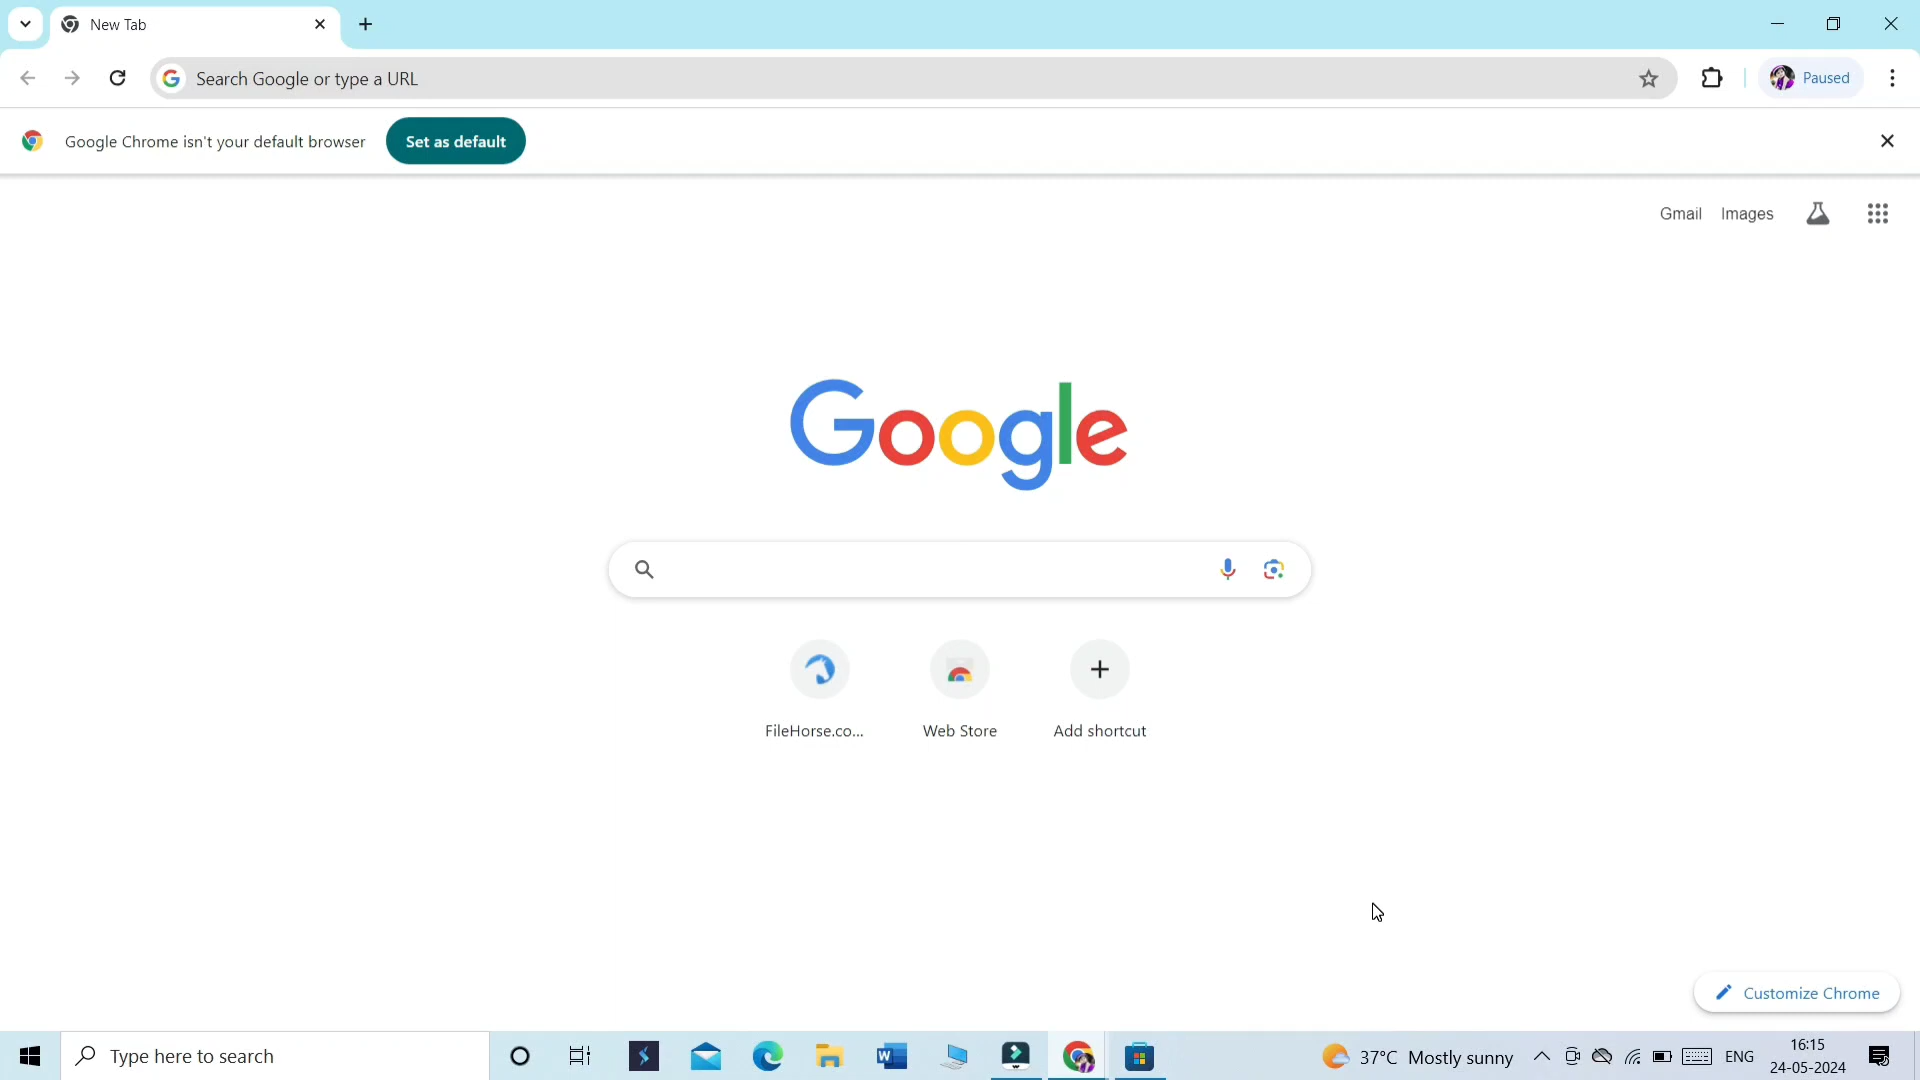 New Tab
Search Google or type a URL
Paused
Google Chrome isn't your default browser
Set as default
Gmail Images
Google
FileHorse.co... Web Store Add shortcut
Customize Chrome
Type here to search
37°C Mostly sunny
ENG
16:15
24-05-2024